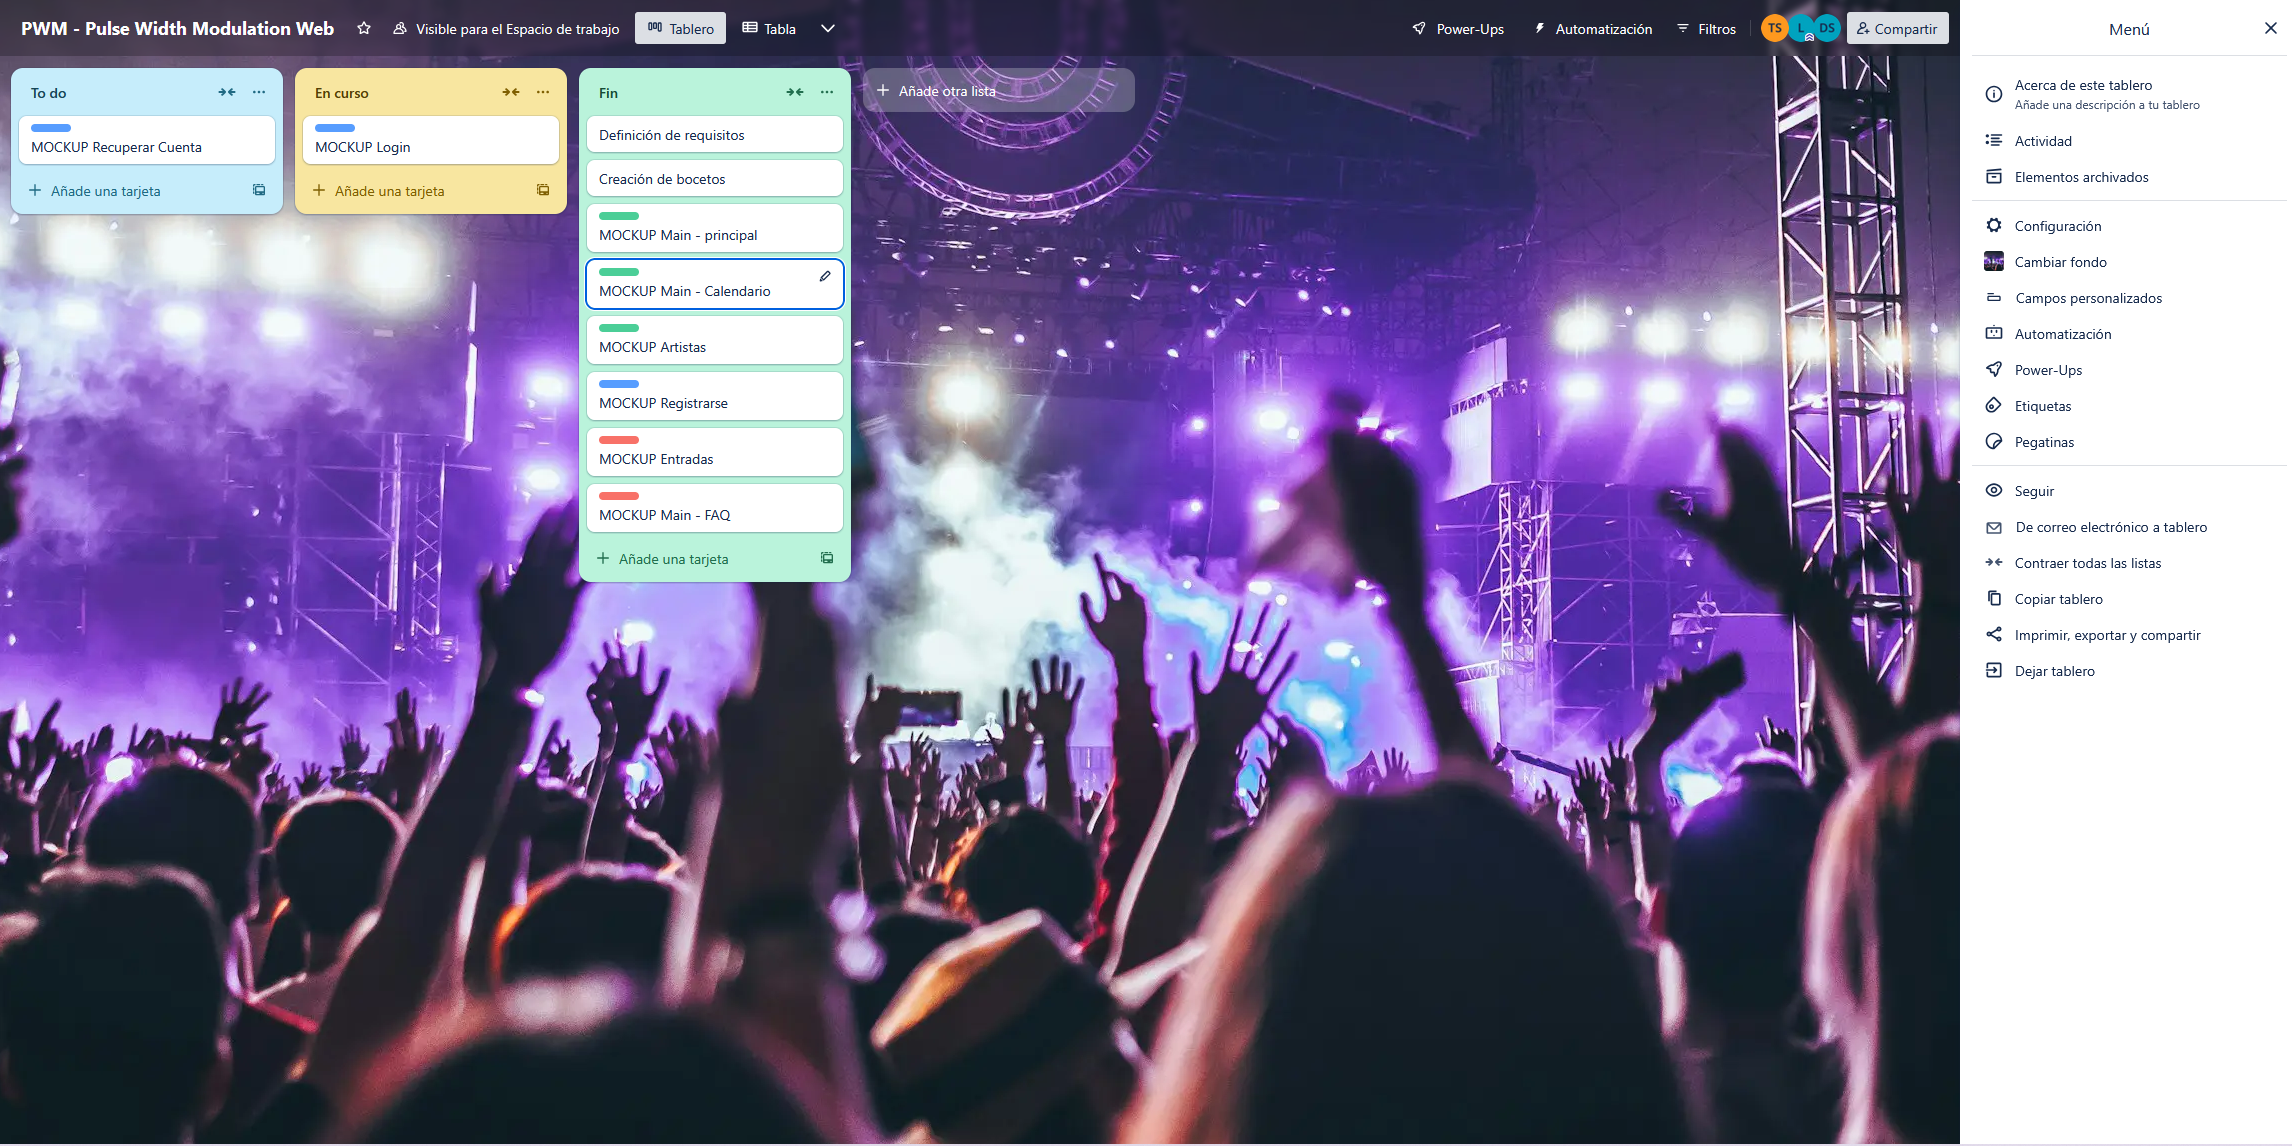 PWM - Pulse Width Modulation Web
Visible para el Espacio de trabajo
Tablero
Tabla
Power-Ups
Automatización
Filtros
TS
L
DS
Compartir
To do
MOCKUP Recuperar Cuenta
Añade una tarjeta
En curso
MOCKUP Login
Añade una tarjeta
Fin
Definición de requisitos
Creación de bocetos
MOCKUP Main - principal
MOCKUP Main - Calendario
MOCKUP Artistas
MOCKUP Registrarse
MOCKUP Entradas
MOCKUP Main - FAQ
Añade una tarjeta
Añade otra lista
Menú
Acerca de este tablero
Añade una descripción a tu tablero
Actividad
Elementos archivados
Configuración
Cambiar fondo
Campos personalizados
Automatización
Power-Ups
Etiquetas
Pegatinas
Seguir
De correo electrónico a tablero
Contraer todas las listas
Copiar tablero
Imprimir, exportar y compartir
Dejar tablero